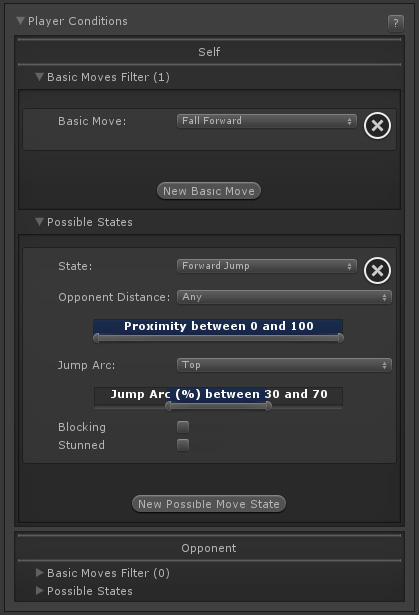 Player Conditions
?
Self
Basic Moves Filter (1)
Basic Move: Fall Forward
New Basic Move
Possible States
State: Forward Jump
Opponent Distance: Any
Proximity between 0 and 100
Jump Arc: Top
Jump Arc (%) between 30 and 70
Blocking
Stunned
New Possible Move State
Opponent
Basic Moves Filter (0)
Possible States